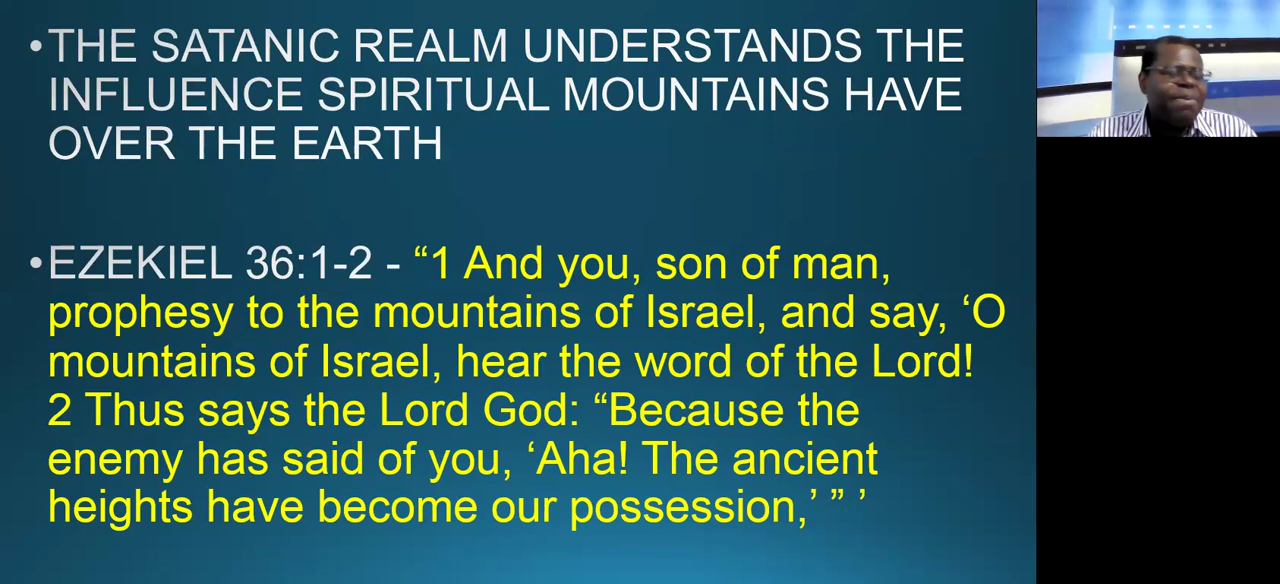 •THE SATANIC REALM UNDERSTANDS THE
INFLUENCE SPIRITUAL MOUNTAINS HAVE
OVER THE EARTH
•EZEKIEL 36:1-2 - “1 And you, son of man,
prophesy to the mountains of Israel, and say, ‘O
mountains of Israel, hear the word of the Lord!
2 Thus says the Lord God: “Because the
enemy has said of you, ‘Aha! The ancient
heights have become our possession,’ ” ’